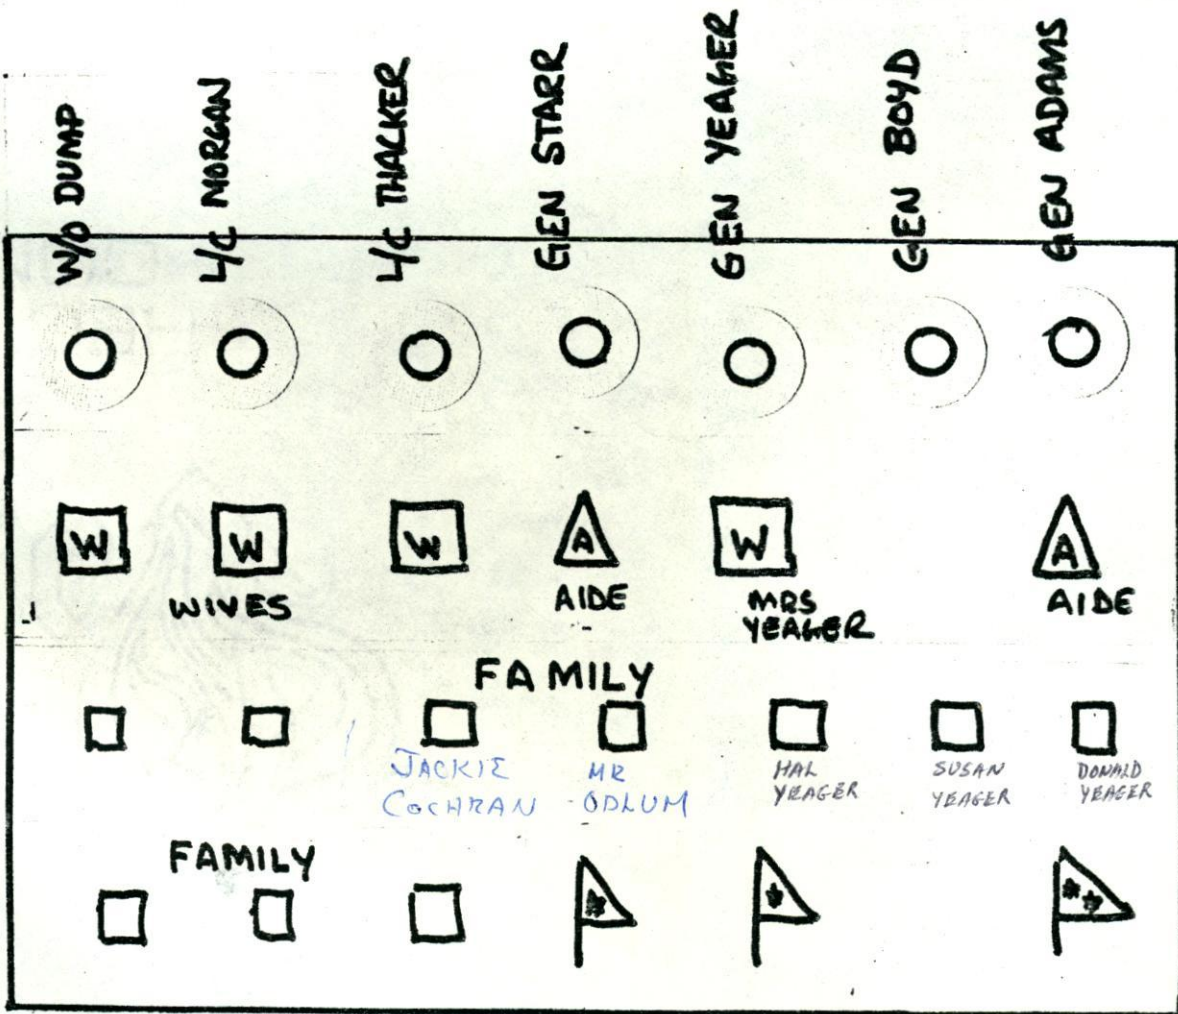 W/O DUMP
L/C MORGAN
L/C THACKER
GEN STARR
GEN YEAGER
GEN BOYD
GEN ADAMS
W W W A W A
WIVES AIDE MRS YEAGER AIDE
FAMILY
JACKIE COCHRAN
MR ODLUM
HAL YEAGER
SUSAN YEAGER
DONALD YEAGER
FAMILY